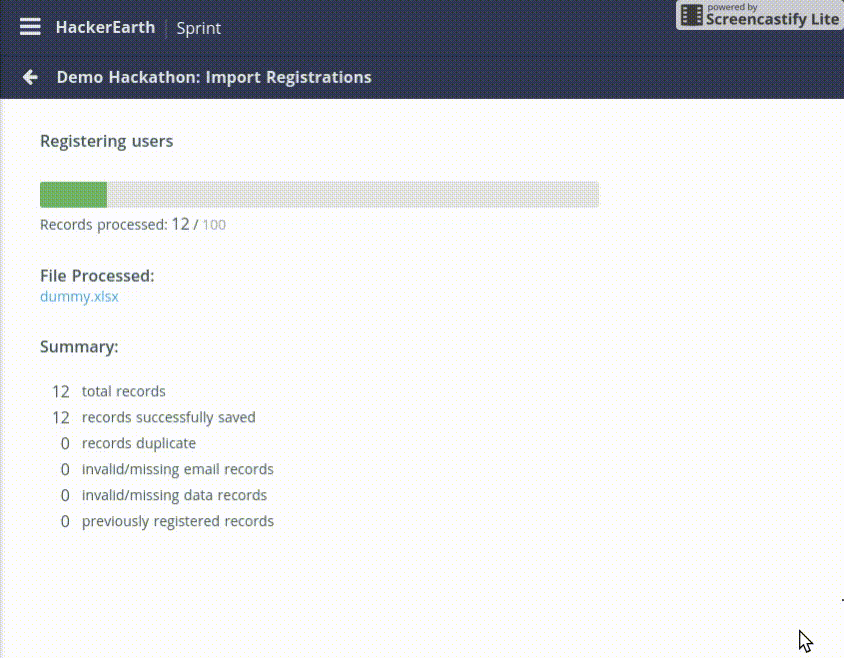 HackerEarth Sprint
powered by
Screencastify Lite
Demo Hackathon: Import Registrations
Registering users
Records processed: 12 / 100
File Processed:
dummy.xlsx
Summary:
12 total records
12 records successfully saved
0 records duplicate
0 invalid/missing email records
0 invalid/missing data records
0 previously registered records